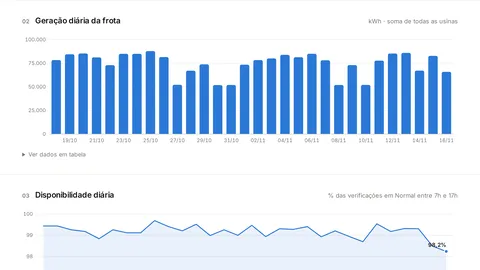 02 Geração diária da frota kWh · soma de todas as usinas
100.000
75.000
50.000
25.000
0
19/10 21/10 23/10 25/10 27/10 29/10 31/10 02/11 04/11 06/11 08/11 10/11 12/11 14/11 16/11
▶ Ver dados em tabela
03 Disponibilidade diária % das verificações em Normal entre 7h e 17h
100
99
98,2%
98